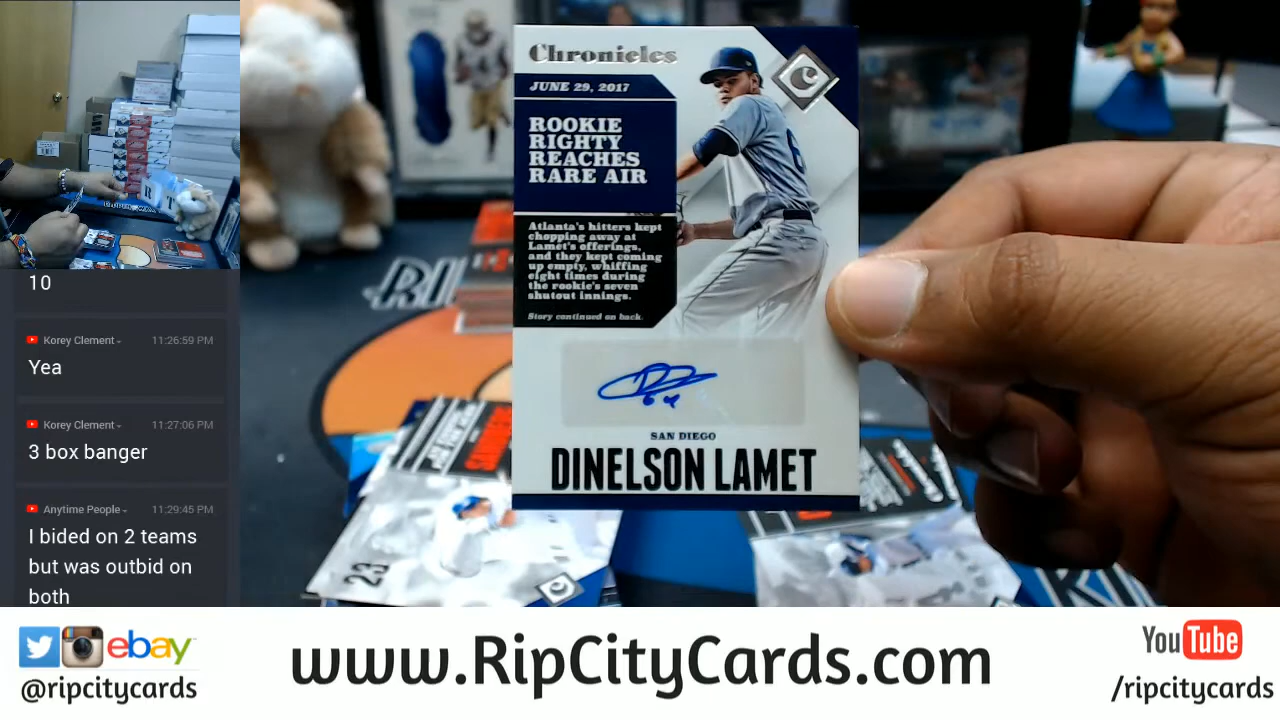 10
Korey Clement 11:26:59 PM
Yea
Korey Clement 11:27:06 PM
3 box banger
Anytime People 11:29:45 PM
I bided on 2 teams
but was outbid on
both
Chronicles
C
JUNE 29, 2017
ROOKIE
RIGHTY
REACHES
RARE AIR
Atlanta's hitters kept
chopping away at
Lamet's offerings,
and they kept coming
up empty, whiffing
eight times during
the rookie's seven
shutout innings.
Story continued on back.
64
SAN DIEGO
DINELSON LAMET
23
ebay
@ripcitycards
www.RipCityCards.com
YouTube
/ripcitycards